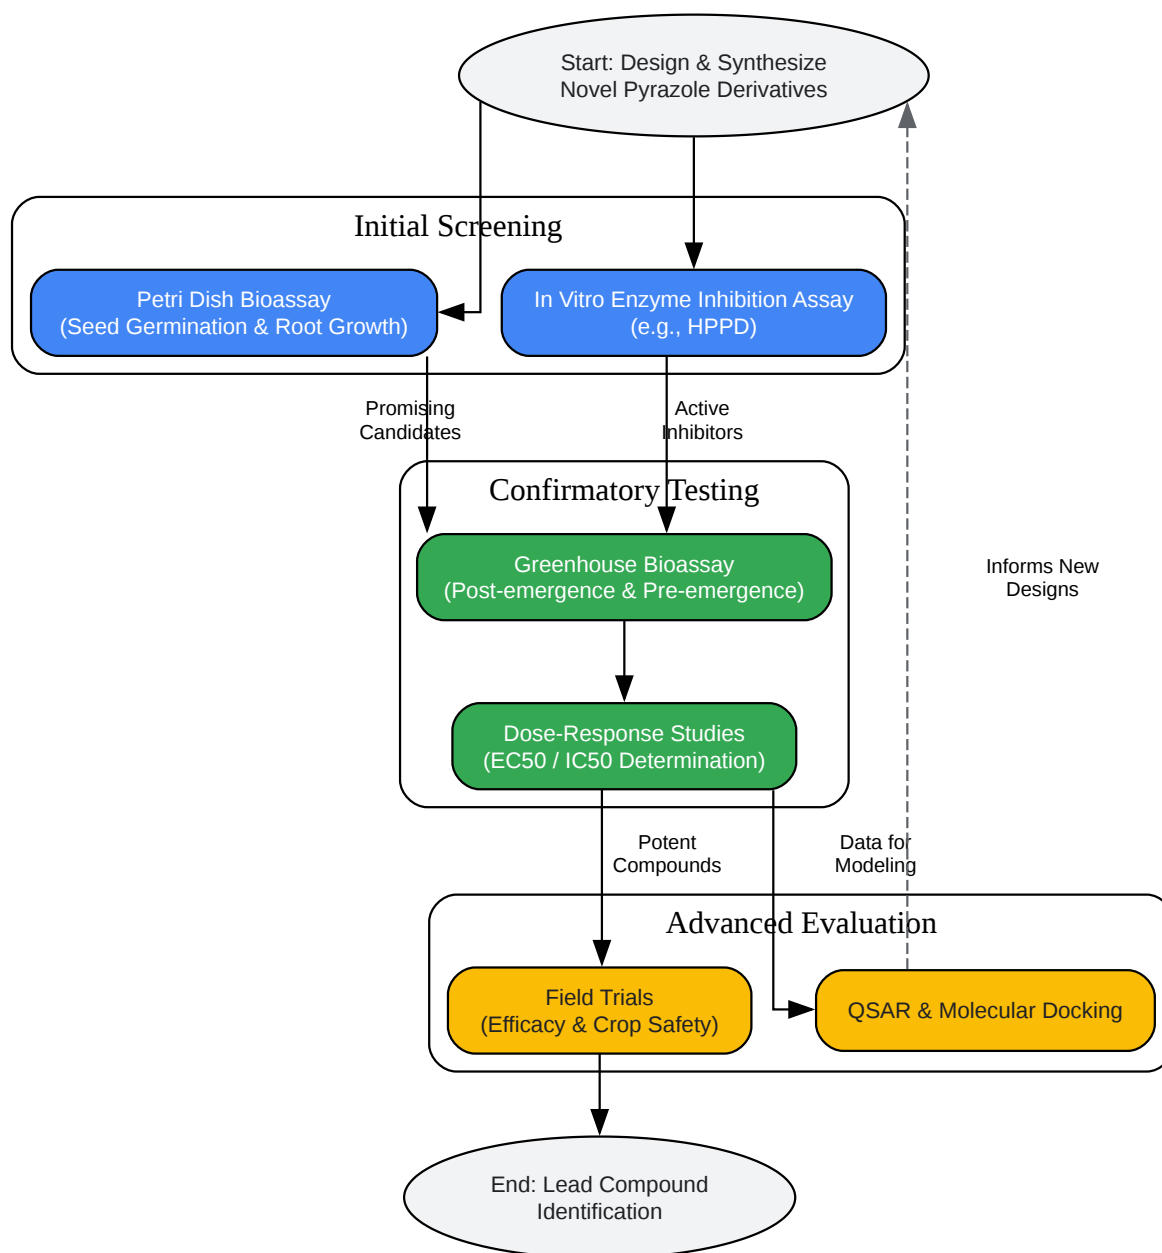 Start: Design & Synthesize
Novel Pyrazole Derivatives
Initial Screening
Petri Dish Bioassay
(Seed Germination & Root Growth)
In Vitro Enzyme Inhibition Assay
(e.g., HPPD)
Promising
Candidates
Active
Inhibitors
Confirmatory Testing
Greenhouse Bioassay
(Post-emergence & Pre-emergence)
Informs New
Designs
Dose-Response Studies
(EC50 / IC50 Determination)
Potent
Compounds
Data for
Modeling
Advanced Evaluation
Field Trials
(Efficacy & Crop Safety)
QSAR & Molecular Docking
End: Lead Compound
Identification